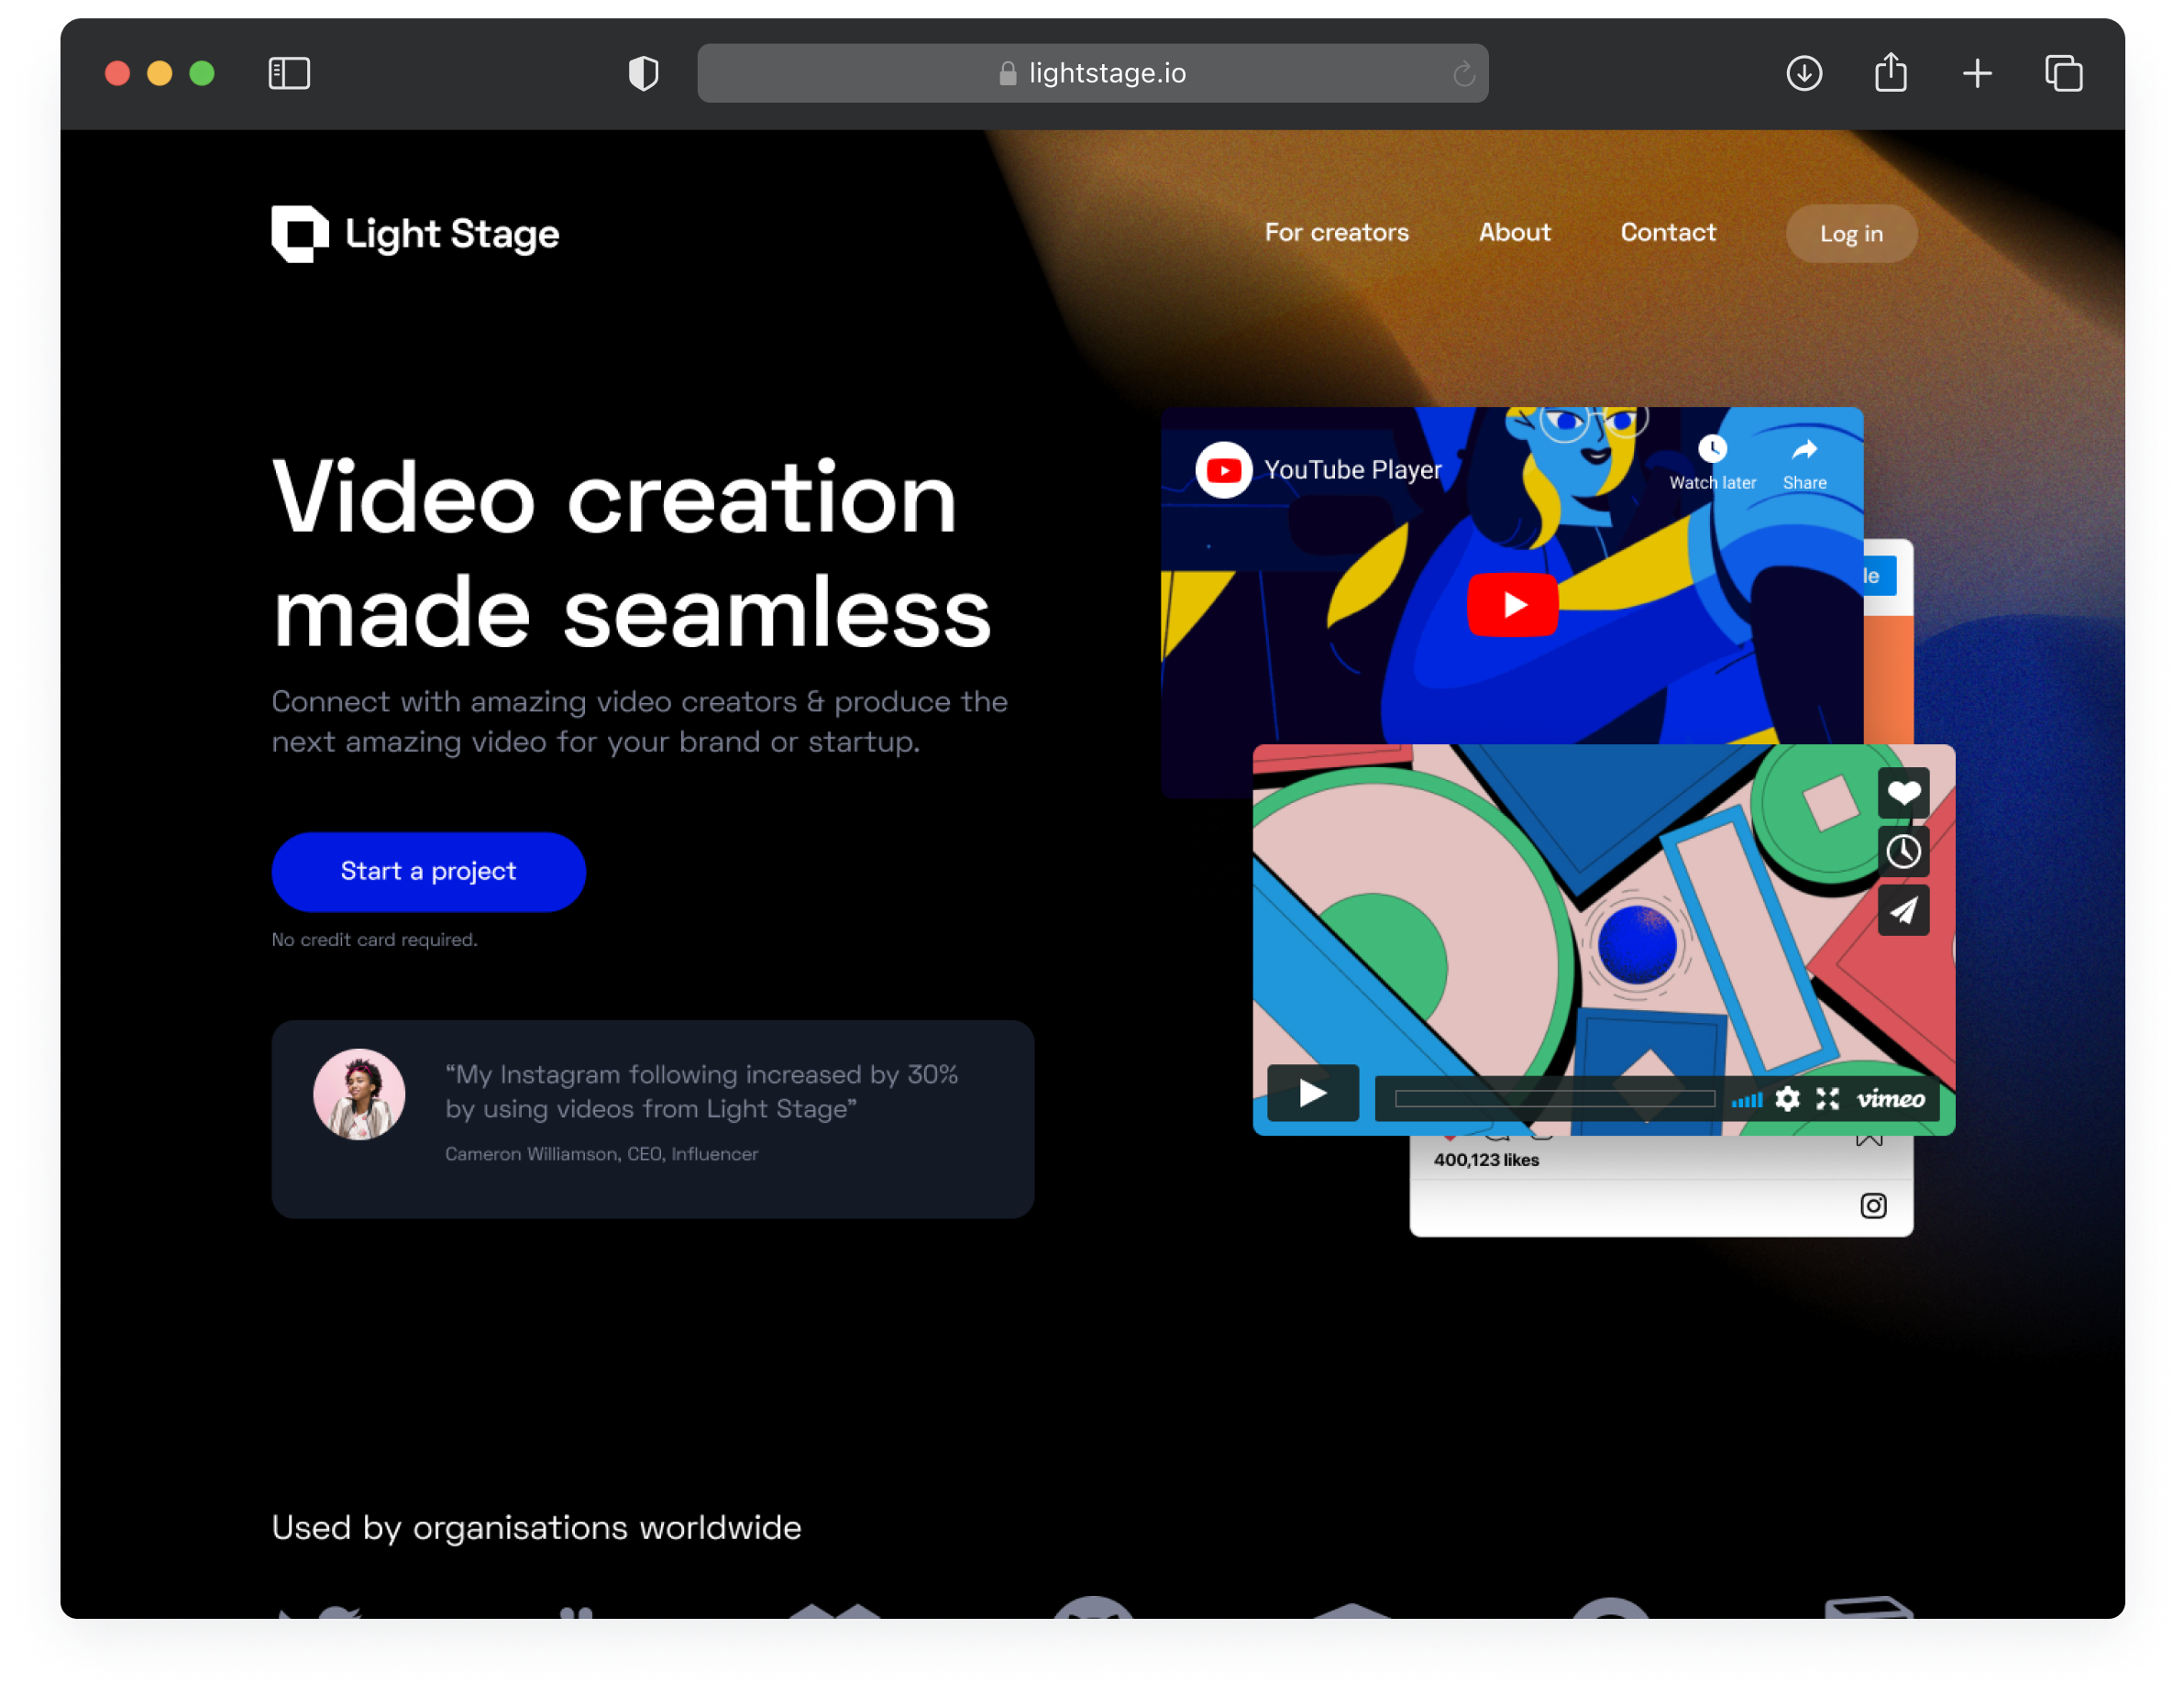 lightstage.io
Light Stage
For creators
About
Contact
Log in
Video creation
made seamless
Connect with amazing video creators & produce the
next amazing video for your brand or startup.
Start a project
No credit card required.
“My Instagram following increased by 30%
by using videos from Light Stage”
Cameron Williamson, CEO, Influencer
YouTube Player
Watch later
Share
le
vimeo
400,123 likes
Used by organisations worldwide